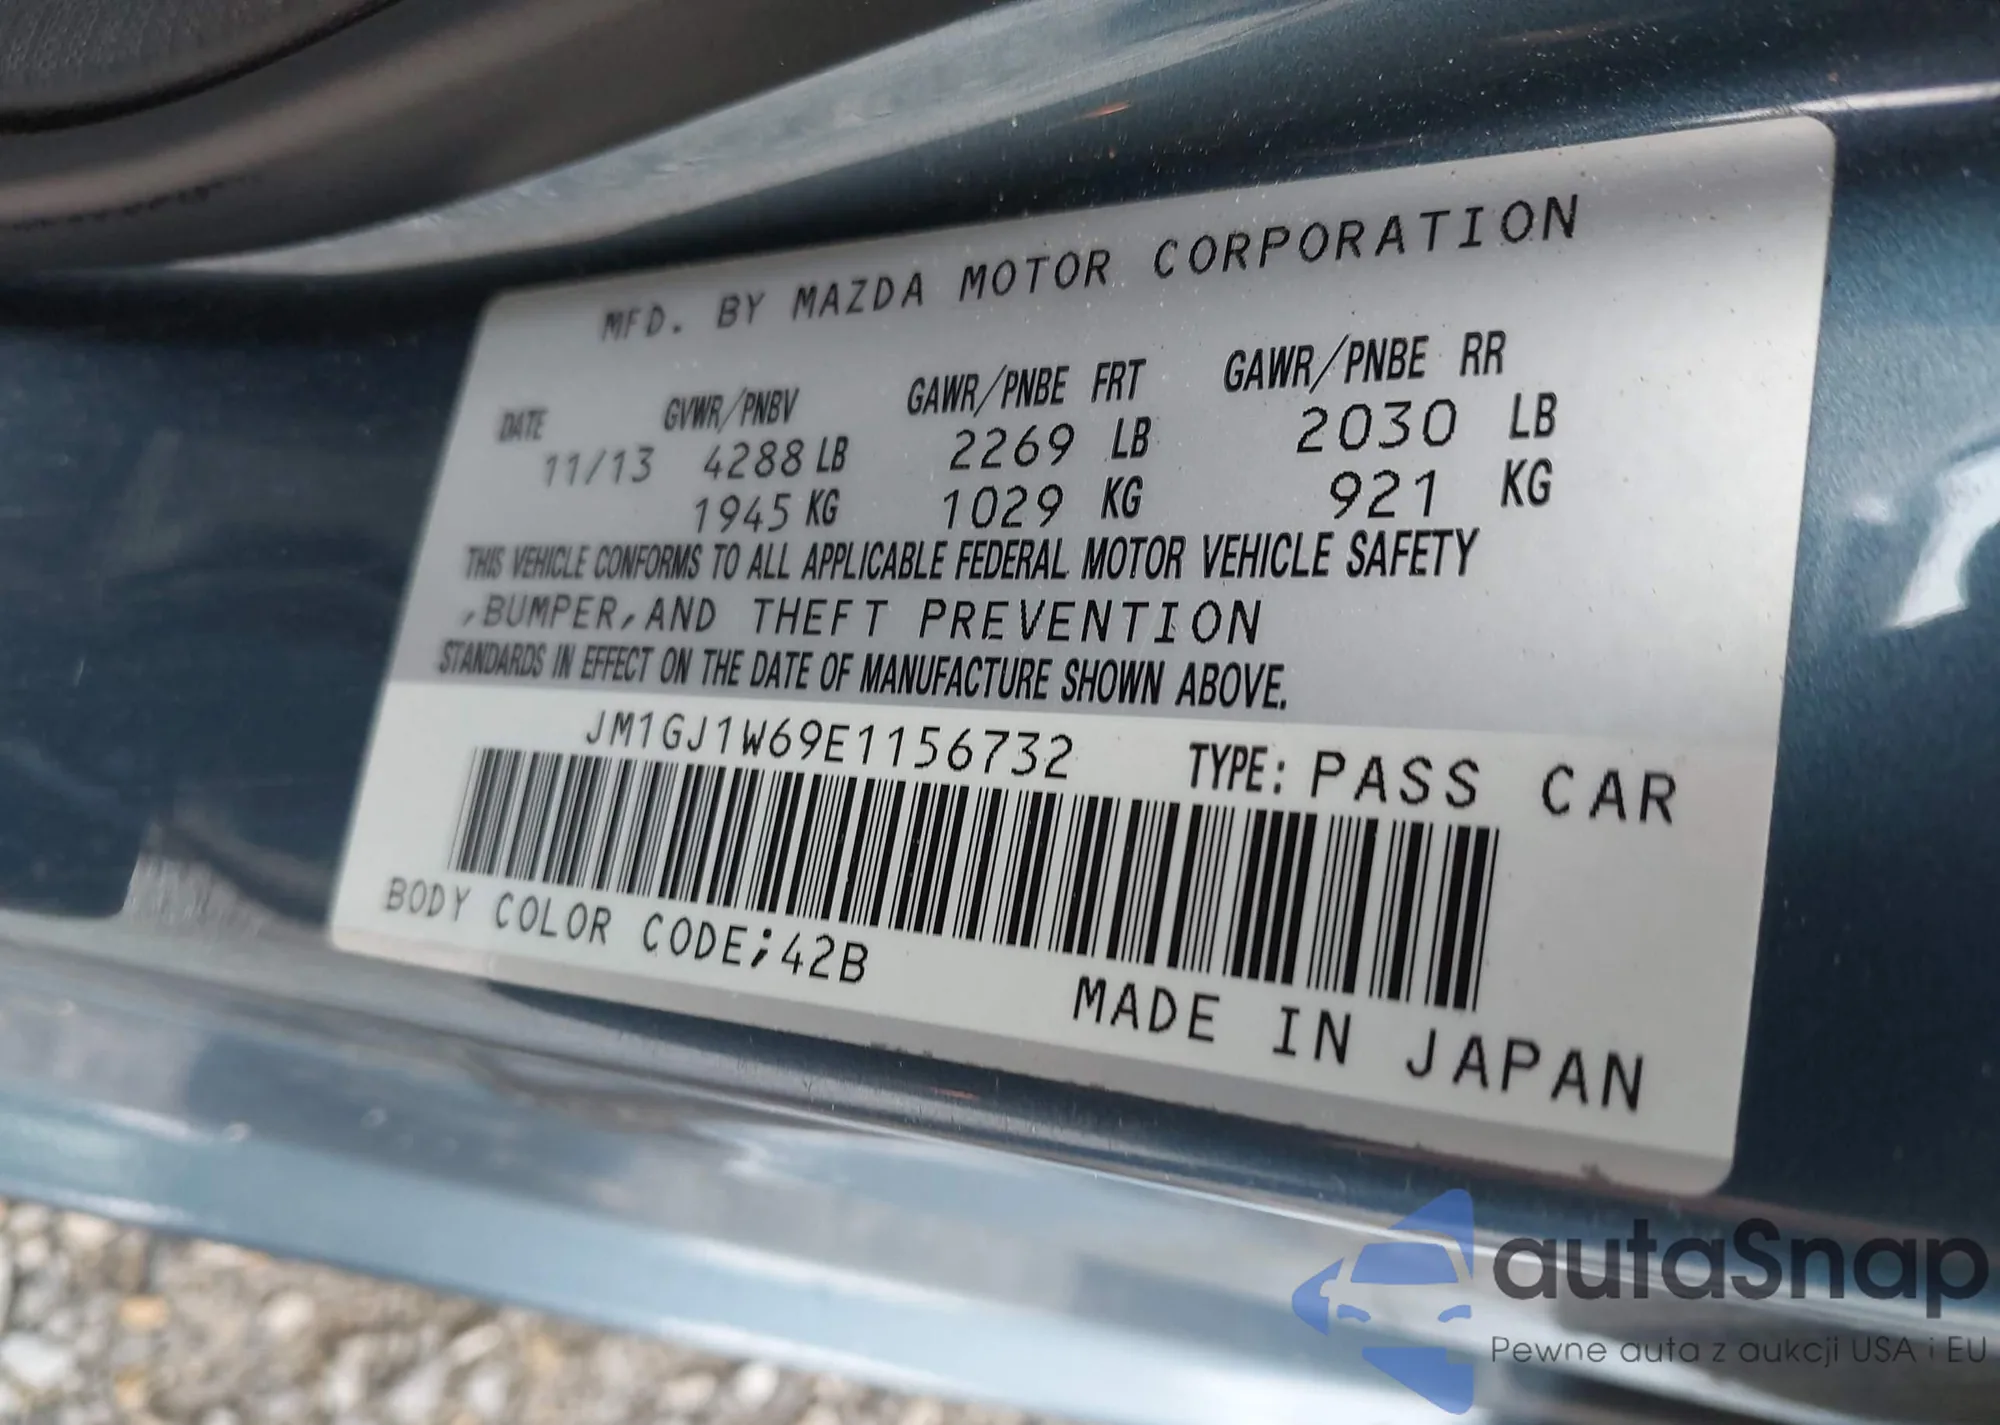 MFD. BY MAZDA MOTOR CORPORATION
DATE GVWR/PNBV GAWR/PNBE FRT GAWR/PNBE RR
11/13 4288 LB 2269 LB 2030 LB
1945 KG 1029 KG 921 KG
THIS VEHICLE CONFORMS TO ALL APPLICABLE FEDERAL MOTOR VEHICLE SAFETY
,BUMPER,AND THEFT PREVENTION
STANDARDS IN EFFECT ON THE DATE OF MANUFACTURE SHOWN ABOVE.
JM1GJ1W69E1156732 TYPE: PASS CAR
BODY COLOR CODE;42B
MADE IN JAPAN
autaSnap
Pewne auta z aukcji USA i EU